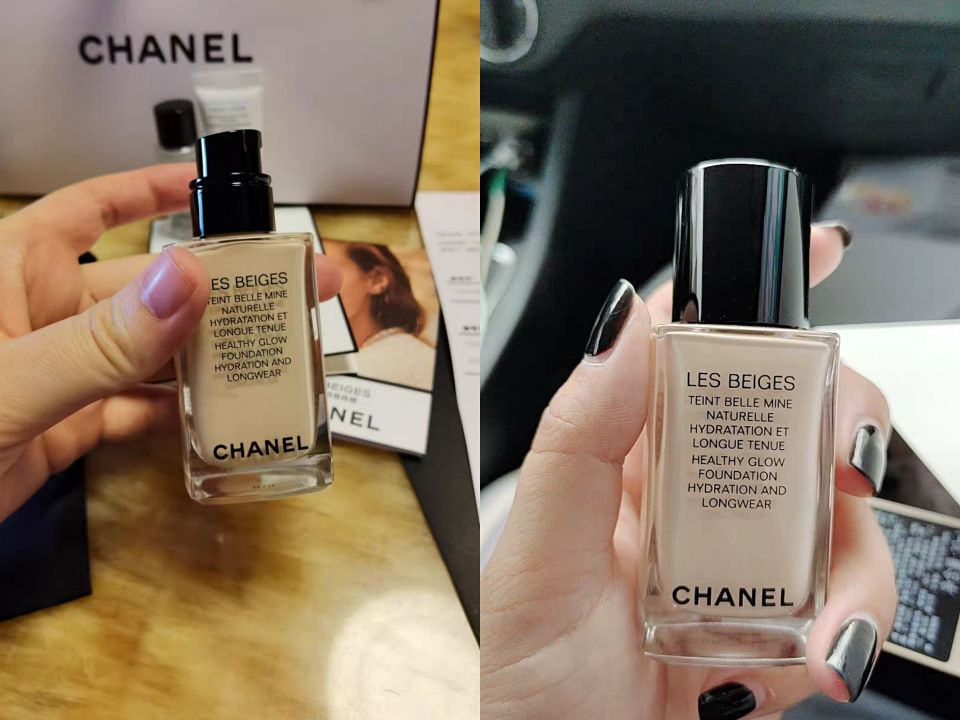 CHANEL
LES BEIGES
TEINT BELLE MINE
NATURELLE
HYDRATATION ET
LONGUE TENUE
HEALTHY GLOW
FOUNDATION
HYDRATION AND
LONGWEAR
CHANEL
BEIGES
LES BEIGES
TEINT BELLE MINE
NATURELLE
HYDRATATION ET
LONGUE TENUE
HEALTHY GLOW
FOUNDATION
HYDRATION AND
LONGWEAR
CHANEL